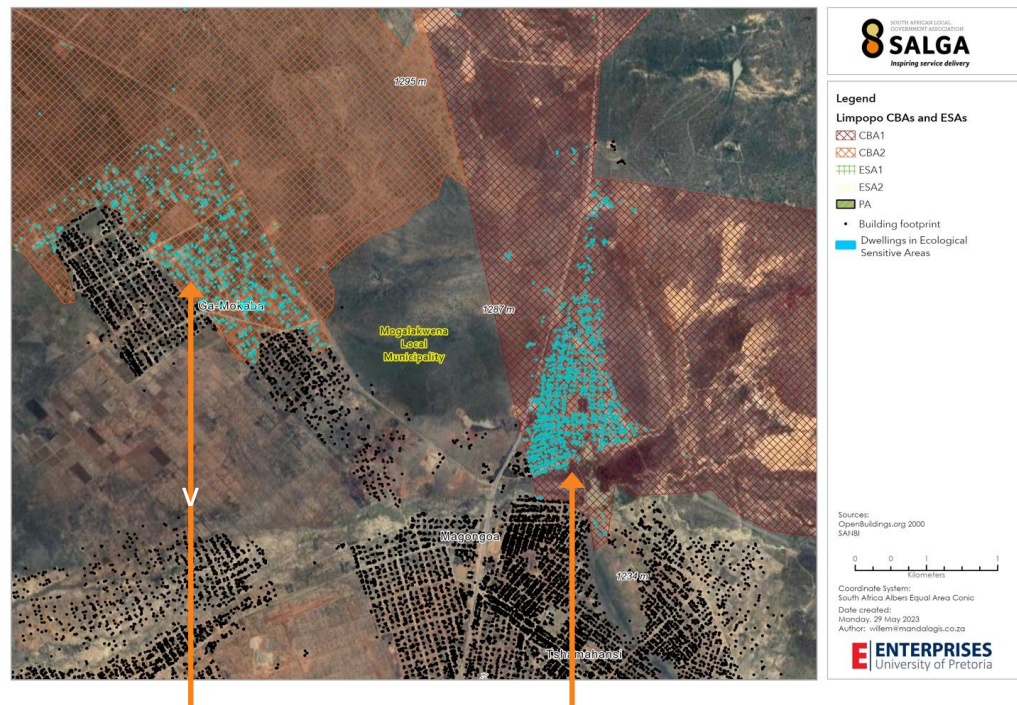 1295 m
Ga-Mokaba
1287 m
Mogalakwena
Local
Municipality
V
Magongoa
1234 m
Tshamahansi
SOUTH AFRICAN LOCAL
GOVERNMENT ASSOCIATION
SALGA
Inspiring service delivery
Legend
Limpopo CBAs and ESAs
CBA1
CBA2
ESA1
ESA2
PA
Building footprint
Dwellings in Ecological
Sensitive Areas
Sources:
OpenBuildings.org 2000
SANBI
0 0 1 1
Kilometers
Coordinate System:
South Africa Albers Equal Area Conic
Date created:
Monday, 29 May 2023
Author: willem@mandalagis.co.za
E ENTERPRISES
University of Pretoria